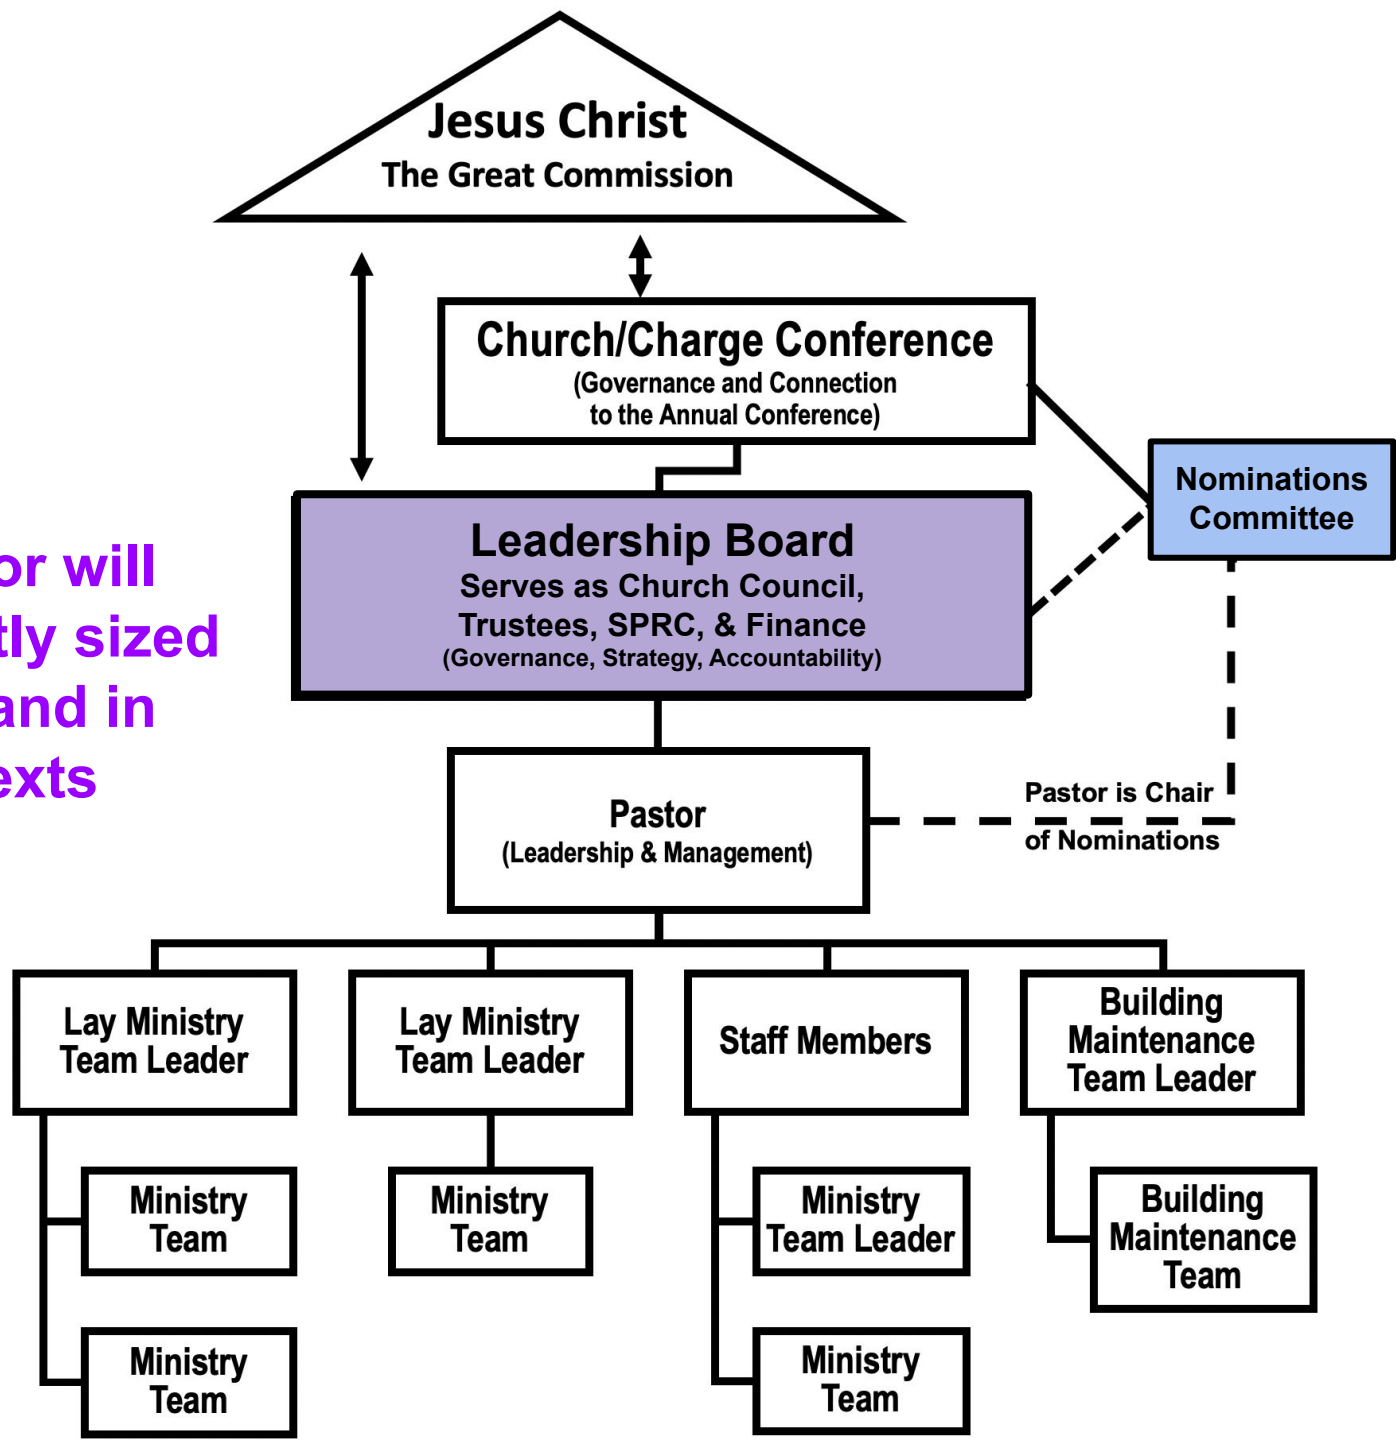 Jesus Christ
The Great Commission
Church/Charge Conference
(Governance and Connection
to the Annual Conference)
Nominations
Committee
Leadership Board
Serves as Church Council,
Trustees, SPRC, & Finance
(Governance, Strategy, Accountability)
or will
tly sized
and in
exts
Pastor
(Leadership & Management)
Pastor is Chair
of Nominations
Lay Ministry
Team Leader
Lay Ministry
Team Leader
Staff Members
Building
Maintenance
Team Leader
Ministry
Team
Ministry
Team
Ministry
Team Leader
Building
Maintenance
Team
Ministry
Team
Ministry
Team